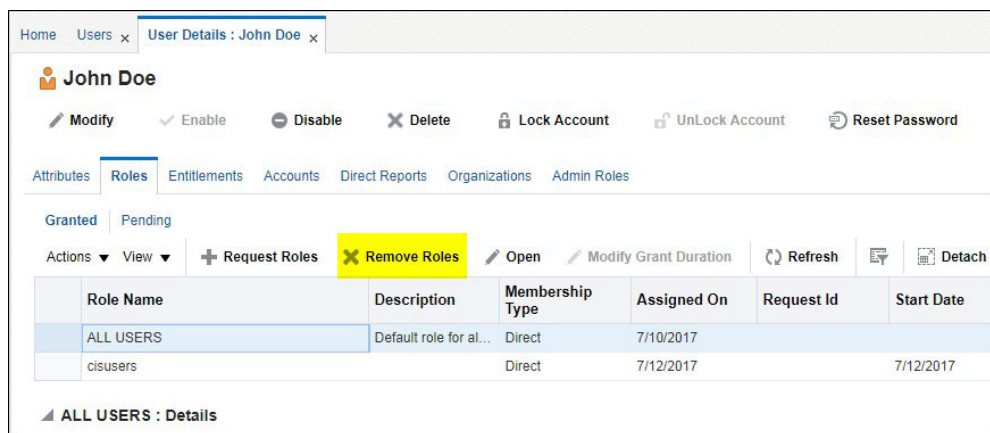 Home Users x User Details : John Doe x
John Doe
Modify Enable Disable Delete Lock Account UnLock Account Reset Password
Attributes Roles Entitlements Accounts Direct Reports Organizations Admin Roles
Granted Pending
Actions View Request Roles Remove Roles Open Modify Grant Duration Refresh Detach
Role Name Description Membership Type Assigned On Request Id Start Date
ALL USERS Default role for al... Direct 7/10/2017
cisusers Direct 7/12/2017 7/12/2017
ALL USERS : Details